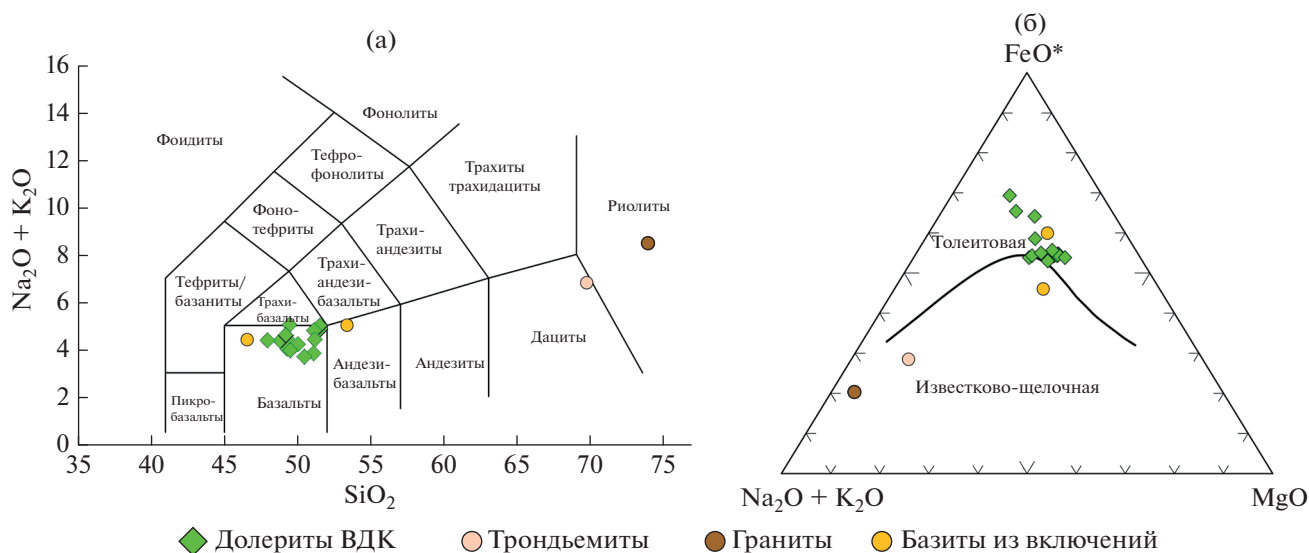 (а)
Na₂O + K₂O
16
14
12
10
8
6
4
2
0
35
40
45
50
55
60
65
70
75
SiO₂
Фоидиты
Фонолиты
Тефро-
фонолиты
Трахиты
трахидациты
Риолиты
Фоно-
тефриты
Трахи-
андезиты
Тефриты/
базаниты
Трахи-
базальты
Трахи-
андези-
базальты
Пикро-
базальты
Базальты
Андези-
базальты
Андезиты
Дациты
(б)
FeO*
Толеитовая
Известково-щелочная
Na₂O + K₂O
MgO
Долериты ВДК
Трондьемиты
Граниты
Базиты из включений